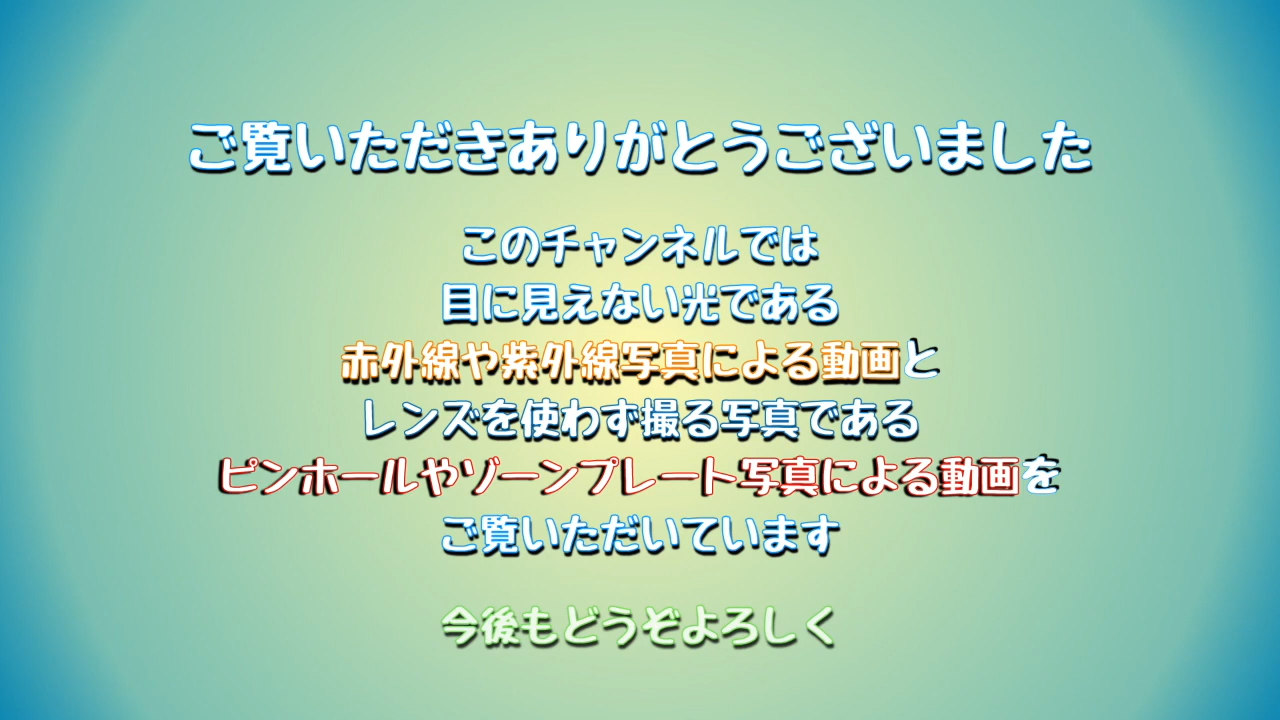 ご覧いただきありがとうございました
このチャンネルでは
目に見えない光である
赤外線や紫外線写真による動画と
レンズを使わず撮る写真である
ピンホールやゾーンプレート写真による動画を
ご覧いただいています
今後もどうぞよろしく